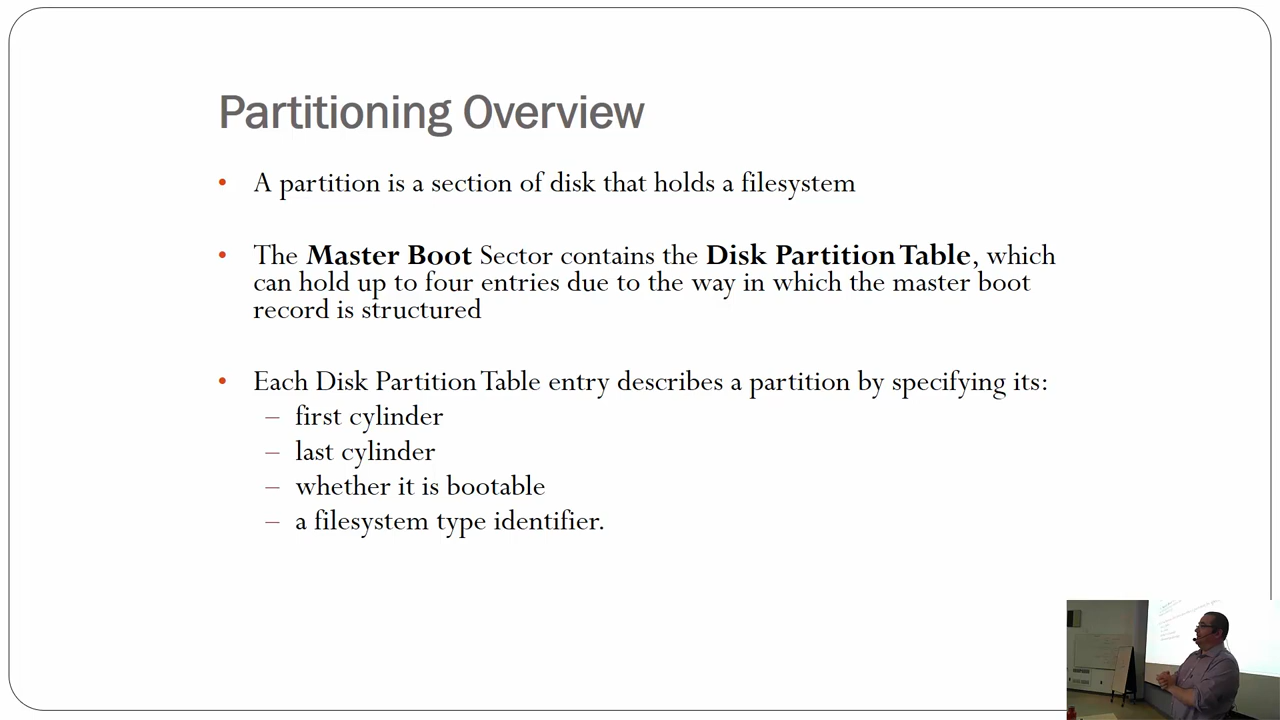 Partitioning Overview
• A partition is a section of disk that holds a filesystem
• The Master Boot Sector contains the Disk Partition Table, which
can hold up to four entries due to the way in which the master boot
record is structured
• Each Disk Partition Table entry describes a partition by specifying its:
– first cylinder
– last cylinder
– whether it is bootable
– a filesystem type identifier.